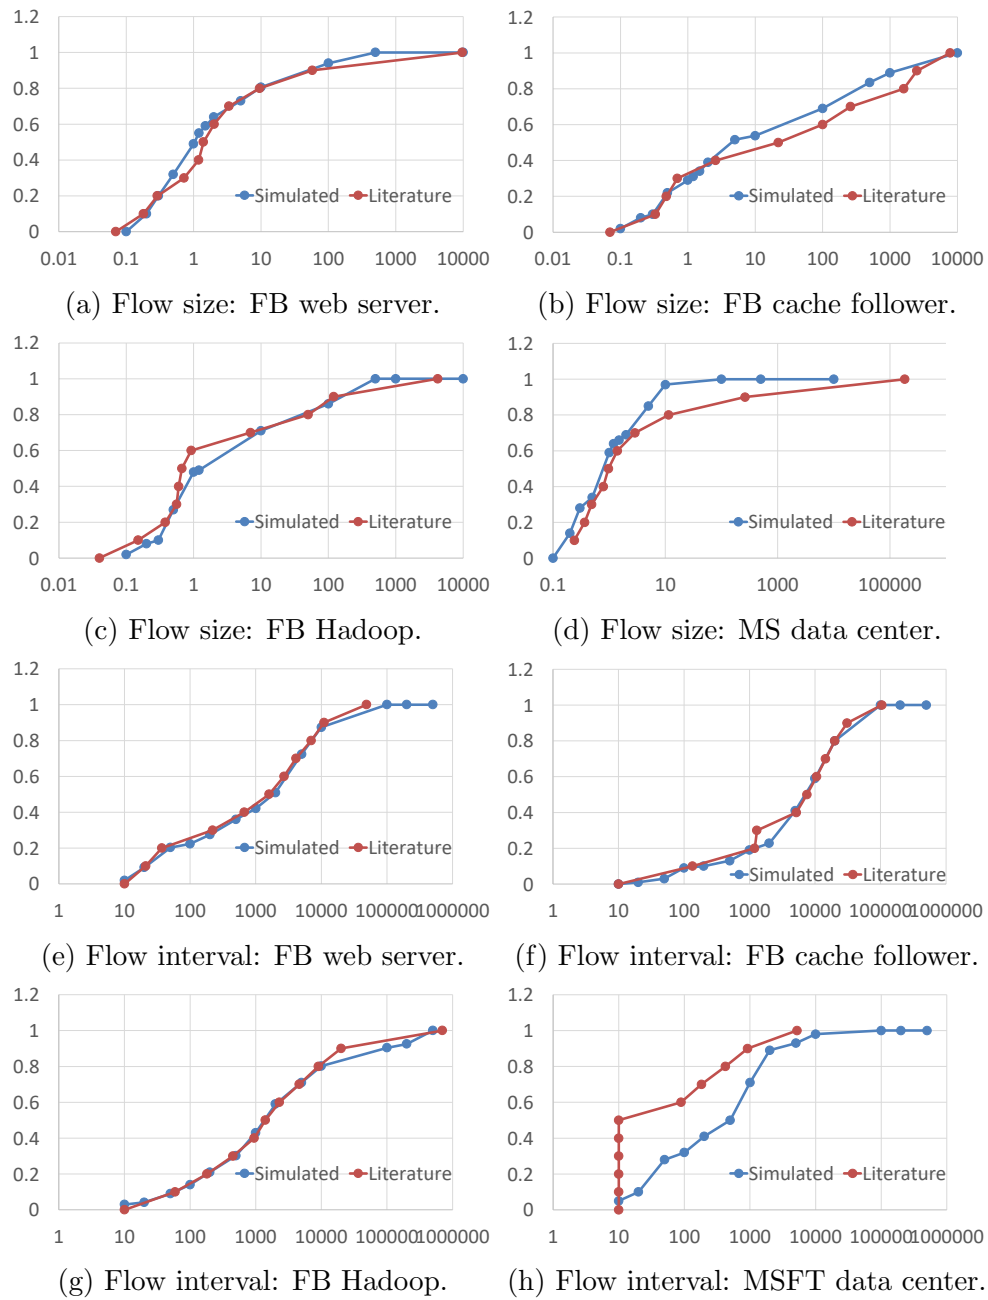 1.2
1
0.8
0.6
0.4
0.2
0
0.01 0.1 1 10 100 1000 10000
Simulated Literature
(a) Flow size: FB web server.
1.2
1
0.8
0.6
0.4
0.2
0
0.01 0.1 1 10 100 1000 10000
Simulated Literature
(b) Flow size: FB cache follower.
1.2
1
0.8
0.6
0.4
0.2
0
0.01 0.1 1 10 100 1000 10000
Simulated Literature
(c) Flow size: FB Hadoop.
1.2
1
0.8
0.6
0.4
0.2
0
0.1 10 1000 100000
Simulated Literature
(d) Flow size: MS data center.
1.2
1
0.8
0.6
0.4
0.2
0
1 10 100 1000 10000 100000 1000000
Simulated Literature
(e) Flow interval: FB web server.
1.2
1
0.8
0.6
0.4
0.2
0
1 10 100 1000 10000 100000 1000000
Simulated Literature
(f) Flow interval: FB cache follower.
1.2
1
0.8
0.6
0.4
0.2
0
1 10 100 1000 10000 100000 1000000
Simulated Literature
(g) Flow interval: FB Hadoop.
1.2
1
0.8
0.6
0.4
0.2
0
1 10 100 1000 10000 100000 1000000
Simulated Literature
(h) Flow interval: MSFT data center.